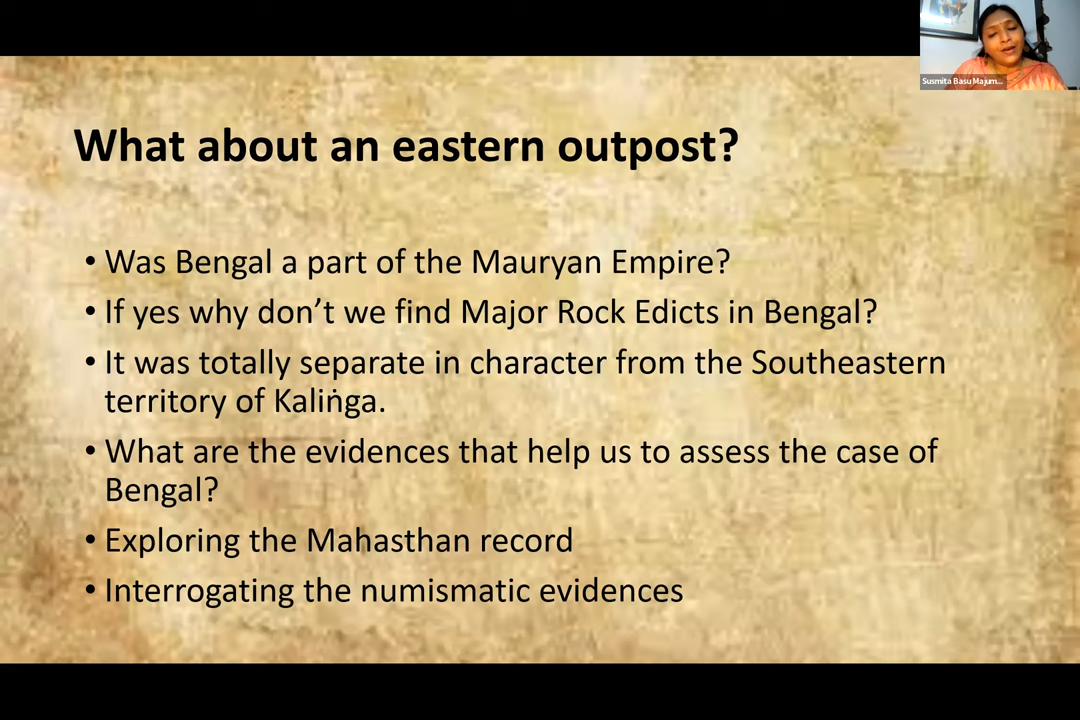 Susmita Basu Majum...
What about an eastern outpost?
• Was Bengal a part of the Mauryan Empire?
• If yes why don’t we find Major Rock Edicts in Bengal?
• It was totally separate in character from the Southeastern
territory of Kaliṅga.
• What are the evidences that help us to assess the case of
Bengal?
• Exploring the Mahasthan record
• Interrogating the numismatic evidences